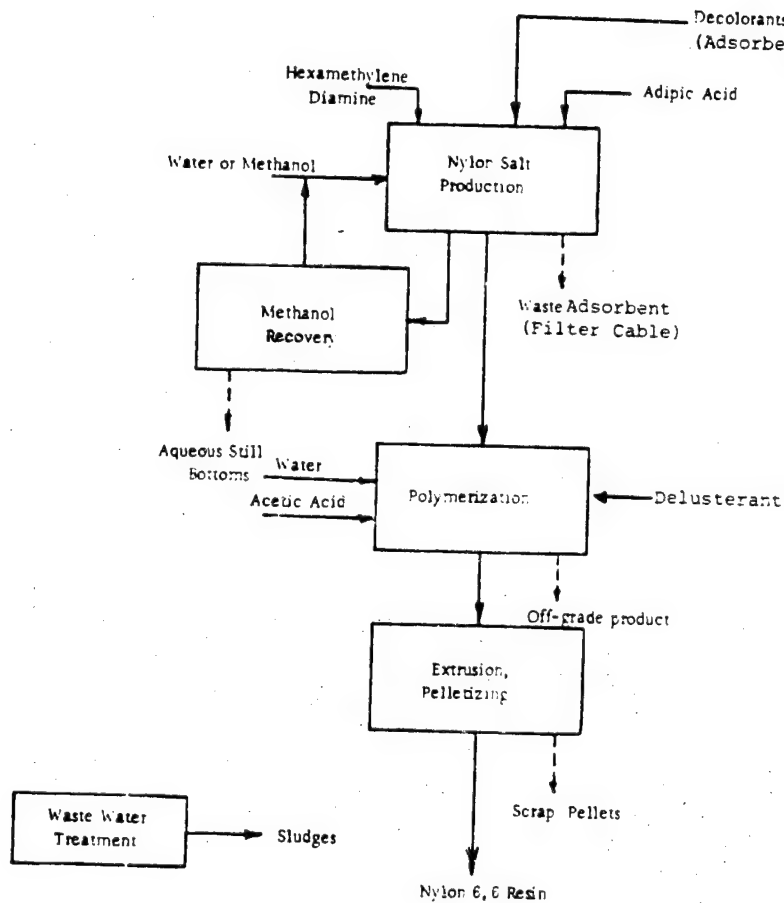 Decolorants
(Adsorbe
Hexamethylene
Diamine
Adipic Acid
Water or Methanol
Nylon Salt
Production
Methanol
Recovery
Waste Adsorbent
(Filter Cable)
Aqueous Still
Bottoms
Water
Acetic Acid
Polymerization
Delusterant
Off-grade product
Extrusion,
Pelletizing
Scrap Pellets
Waste Water
Treatment
Sludges
Nylon 6,6 Resin